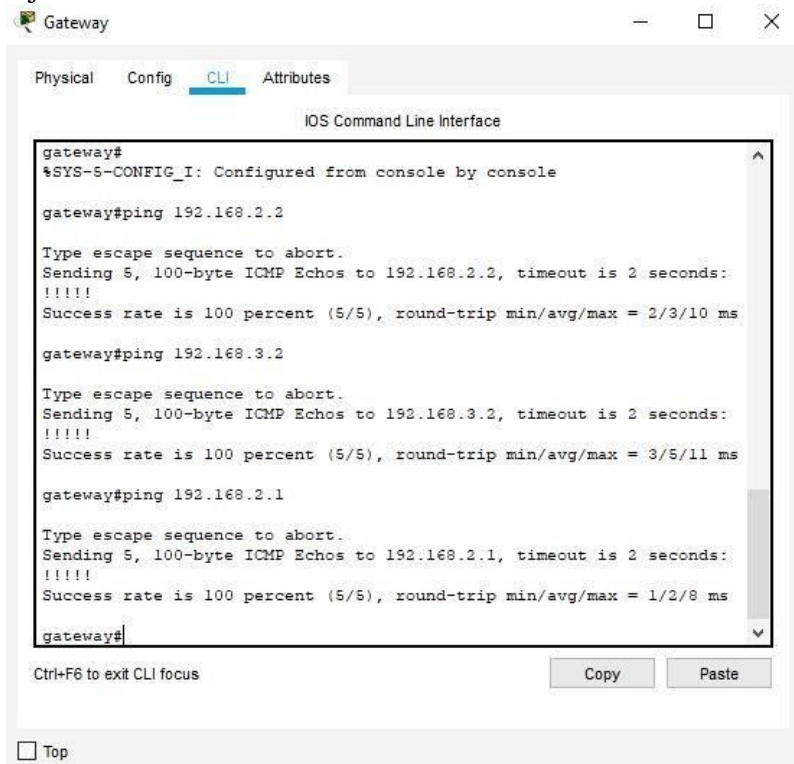 Gateway
Physical Config CLI Attributes
IOS Command Line Interface
gateway#
%SYS-5-CONFIG_I: Configured from console by console
gateway#ping 192.168.2.2
Type escape sequence to abort.
Sending 5, 100-byte ICMP Echos to 192.168.2.2, timeout is 2 seconds:
!!!!!
Success rate is 100 percent (5/5), round-trip min/avg/max = 2/3/10 ms
gateway#ping 192.168.3.2
Type escape sequence to abort.
Sending 5, 100-byte ICMP Echos to 192.168.3.2, timeout is 2 seconds:
!!!!!
Success rate is 100 percent (5/5), round-trip min/avg/max = 3/5/11 ms
gateway#ping 192.168.2.1
Type escape sequence to abort.
Sending 5, 100-byte ICMP Echos to 192.168.2.1, timeout is 2 seconds:
!!!!!
Success rate is 100 percent (5/5), round-trip min/avg/max = 1/2/8 ms
gateway#
Ctrl+F6 to exit CLI focus
Copy Paste
Top